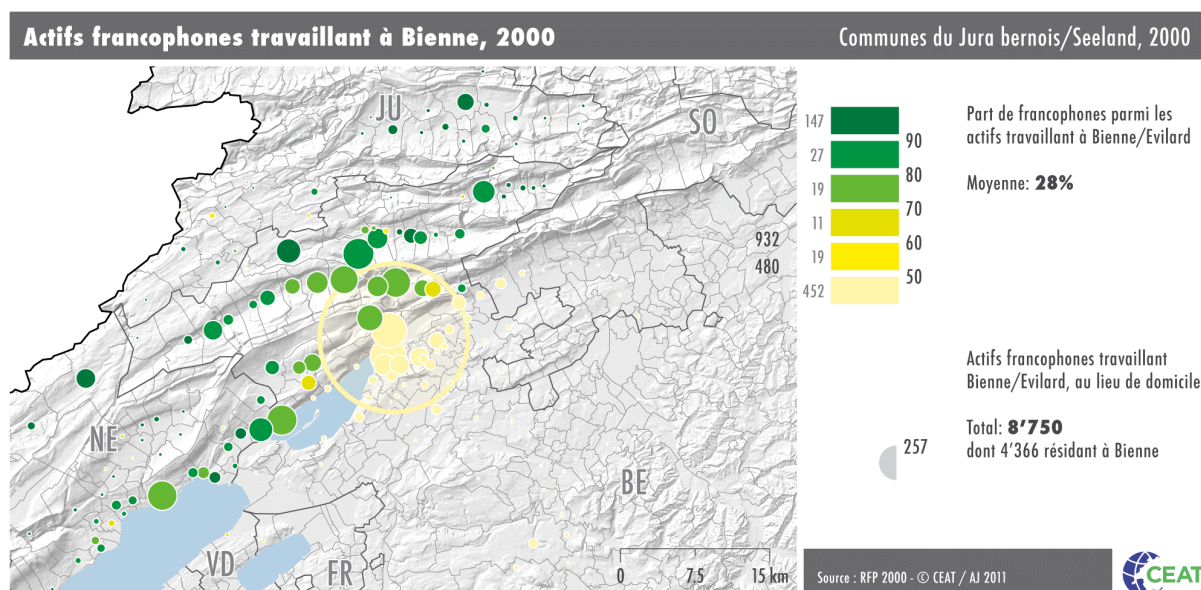 Actifs francophones travaillant à Bienne, 2000
Communes du Jura bernois/Seeland, 2000
JU
SO
NE
BE
VD
FR
932
480
0 7.5 15 km
147
90
27
80
19
70
11
60
19
50
452
Part de francophones parmi les
actifs travaillant à Bienne/Evilard
Moyenne: 28%
Actifs francophones travaillant
Bienne/Evilard, au lieu de domicile
Total: 8’750
dont 4’366 résidant à Bienne
257
Source : RFP 2000 - © CEAT / AJ 2011
CEAT